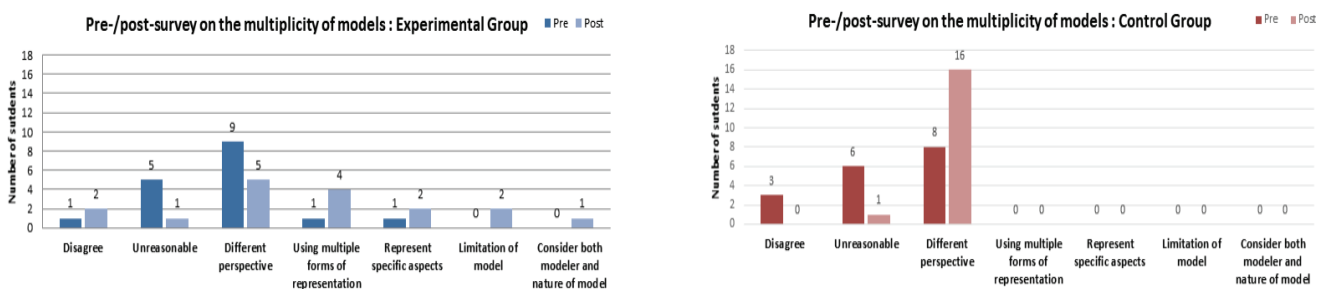 Pre-/post-survey on the multiplicity of models : Experimental Group
Pre Post
Number of sutdents
18
16
14
12
10
8
6
4
2
0
1 2
5 1
9 5
1 4
1 2
0 2
0 1
Disagree
Unreasonable
Different
perspective
Using multiple
forms of
representation
Represent
specific aspects
Limitation of
model
Consider both
modeler and
nature of model
Pre-/post-survey on the multiplicity of models : Control Group
Pre Post
Number of sutdents
18
16
14
12
10
8
6
4
2
0
3 0
6 1
8 16
0 0
0 0
0 0
0 0
Disagree
Unreasonable
Different
perspective
Using multiple
forms of
representation
Represent
specific aspects
Limitation of
model
Consider both
modeler and
nature of model